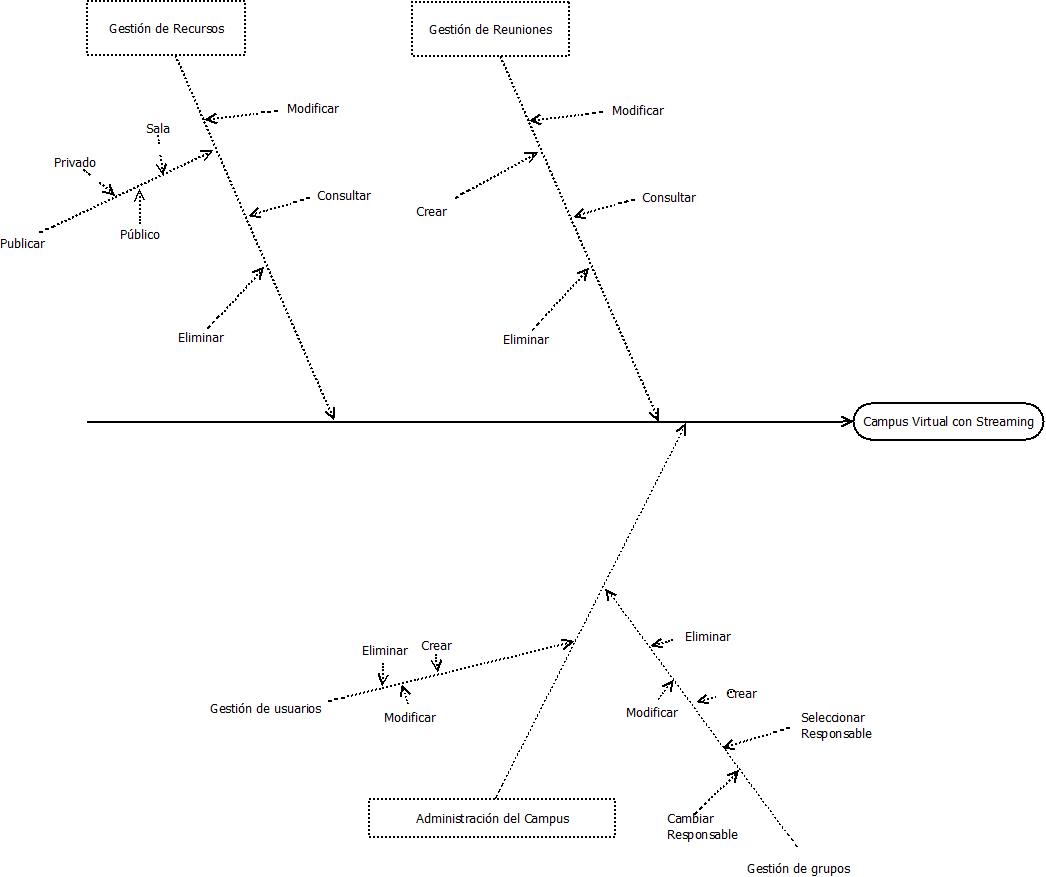 Gestión de Recursos
Gestión de Reuniones
Modificar
Modificar
Sala
Privado
Consultar
Consultar
Crear
Público
Publicar
Eliminar
Eliminar
Campus Virtual con Streaming
Eliminar
Crear
Eliminar
Crear
Gestión de usuarios
Modificar
Modificar
Seleccionar
Responsable
Administración del Campus
Cambiar
Responsable
Gestión de grupos